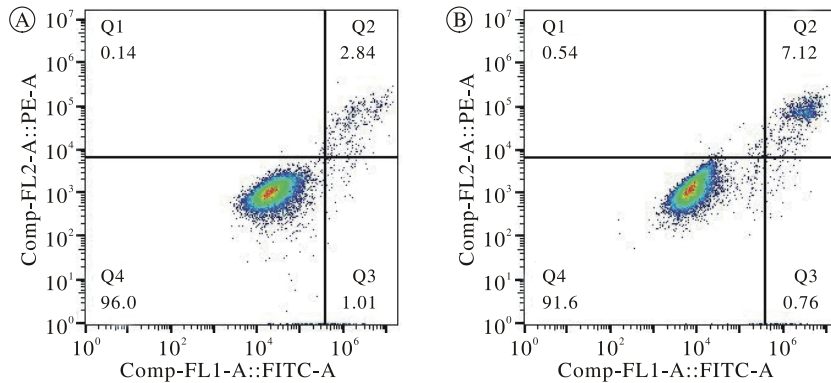 A
Comp-FL2-A::PE-A
10^7
10^6
10^5
10^4
10^3
10^2
10^1
10^0
Q1
0.14
Q2
2.84
Q4
96.0
Q3
1.01
10^0
10^2
10^4
10^6
Comp-FL1-A::FITC-A
B
Comp-FL2-A::PE-A
10^7
10^6
10^5
10^4
10^3
10^2
10^1
10^0
Q1
0.54
Q2
7.12
Q4
91.6
Q3
0.76
10^0
10^2
10^4
10^6
Comp-FL1-A::FITC-A